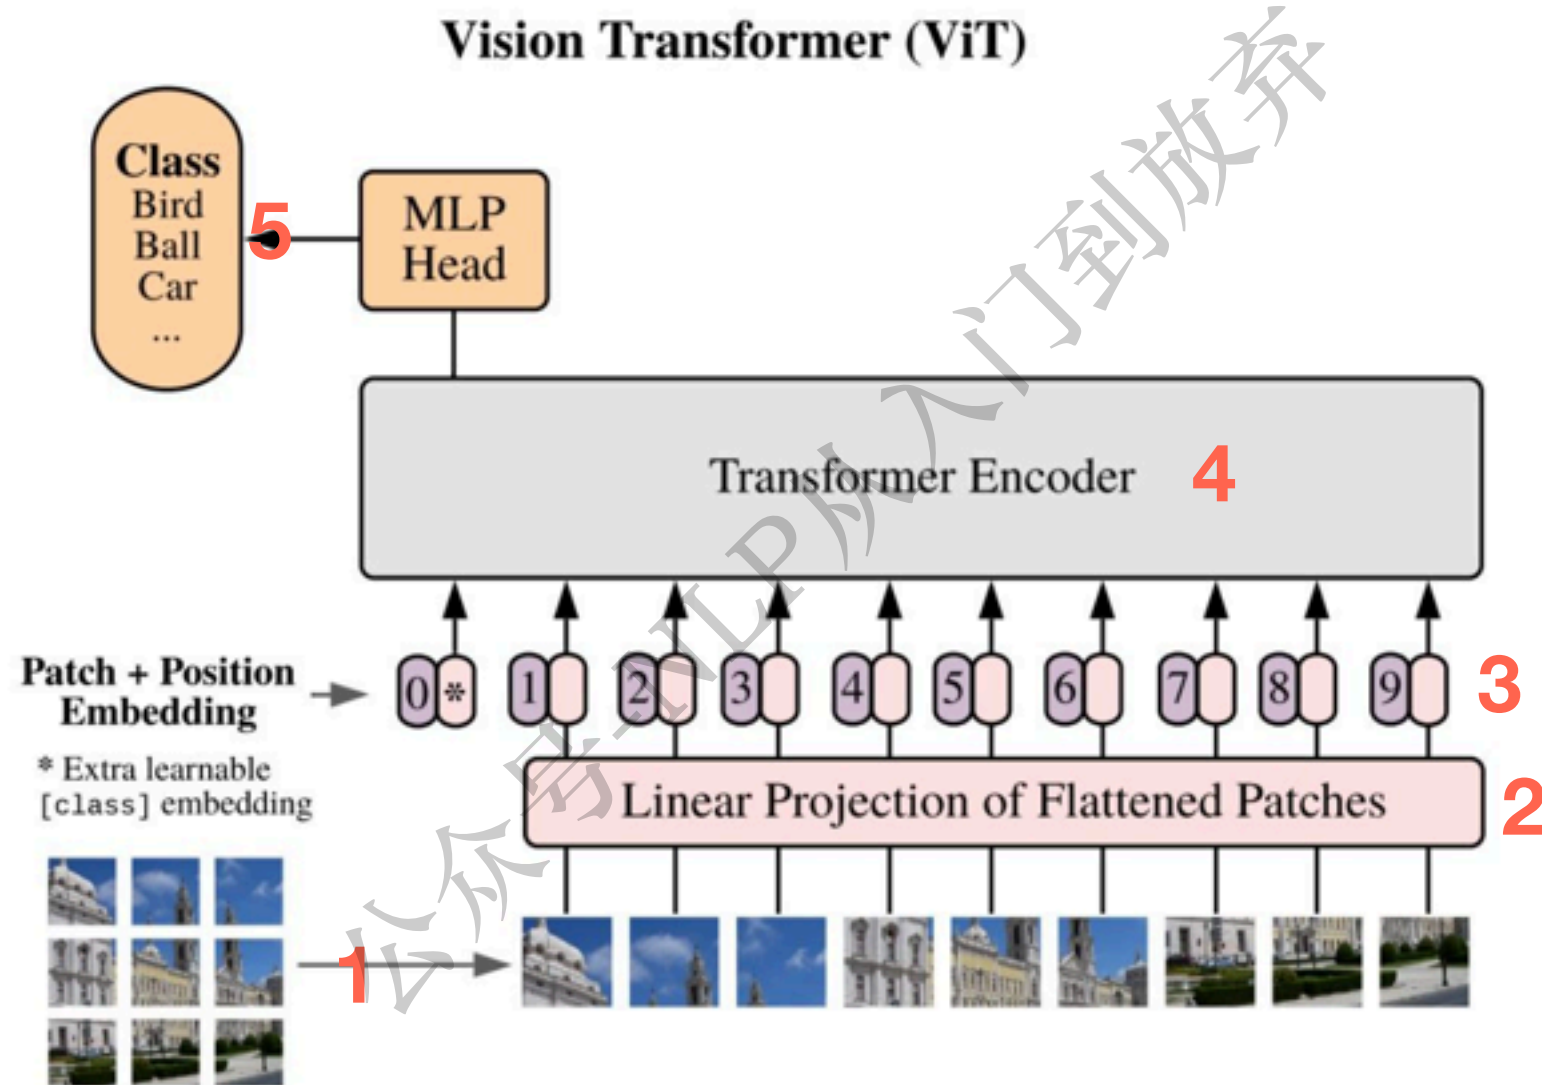 Vision Transformer (ViT)
Class
Bird
Ball
Car
...
5
MLP
Head
Transformer Encoder
4
Patch + Position
Embedding
0 * 1 2 3 4 5 6 7 8 9
3
* Extra learnable
[class] embedding
Linear Projection of Flattened Patches
2
1
公众号-NLP从入门到放弃